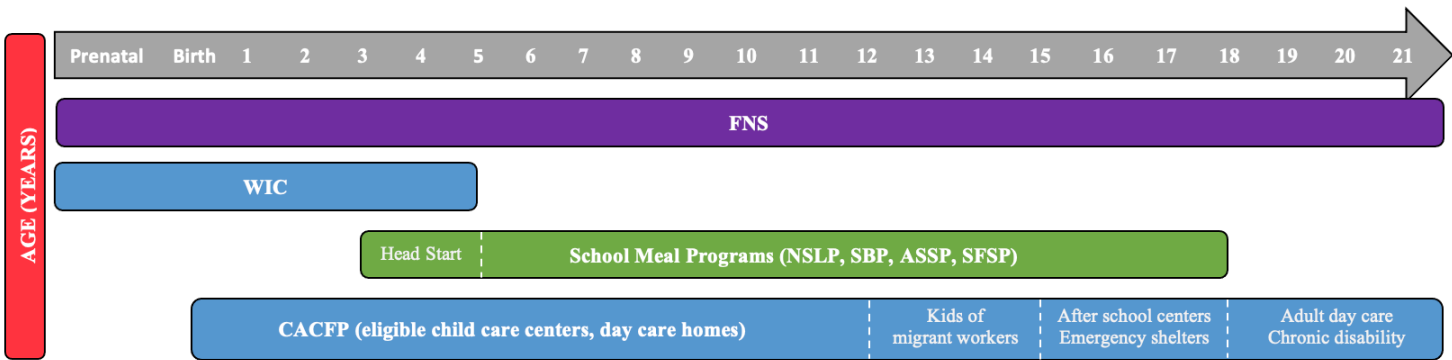 Prenatal Birth 1 2 3 4 5 6 7 8 9 10 11 12 13 14 15 16 17 18 19 20 21
AGE (YEARS)
FNS
WIC
Head Start
School Meal Programs (NSLP, SBP, ASSP, SFSP)
CACFP (eligible child care centers, day care homes)
Kids of
migrant workers
After school centers
Emergency shelters
Adult day care
Chronic disability